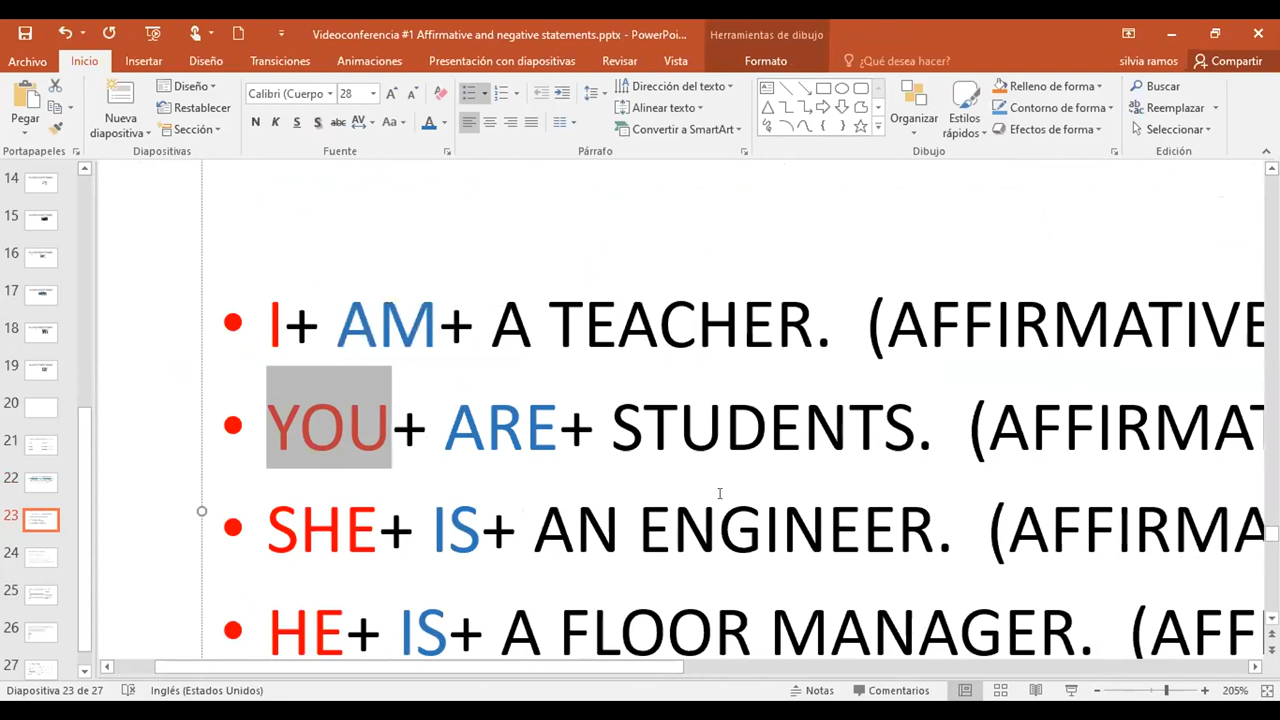 Videoconferencia #1 Affirmative and negative statements.pptx - PowerPoi...
Herramientas de dibujo
Archivo Inicio Insertar Diseño Transiciones Animaciones Presentación con diapositivas Revisar Vista Formato ¿Qué desea hacer? silvia ramos Compartir
Pegar
Portapapeles
Nueva diapositiva
Diseño
Restablecer
Sección
Diapositivas
Calibri (Cuerpo) 28
N K S S abc AV Aa A
Fuente
Dirección del texto
Alinear texto
Convertir a SmartArt
Párrafo
Organizar
Estilos rápidos
Relleno de forma
Contorno de forma
Efectos de forma
Dibujo
Buscar
Reemplazar
Seleccionar
Edición
14
15
16
17
18
19
20
21
22
23
24
25
26
27
• I+ AM+ A TEACHER. (AFFIRMATIVE
• YOU+ ARE+ STUDENTS. (AFFIRMAT
• SHE+ IS+ AN ENGINEER. (AFFIRMA
• HE+ IS+ A FLOOR MANAGER. (AFF
Diapositiva 23 de 27 Inglés (Estados Unidos) Notas Comentarios 205%